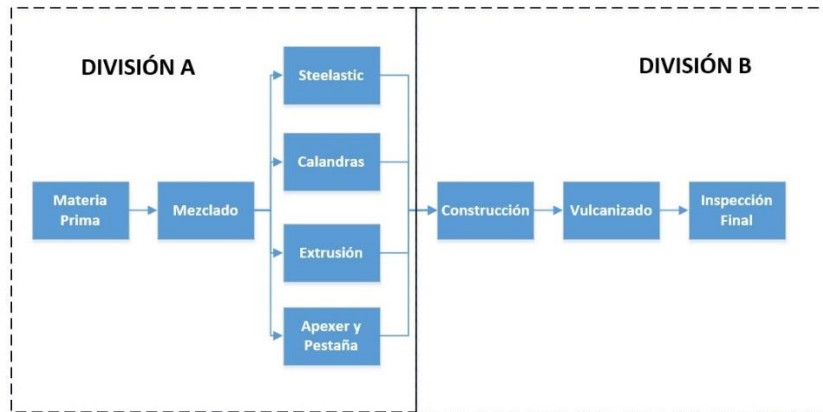 DIVISIÓN A
DIVISIÓN B
Steelastic
Calandras
Materia
Prima
Mezclado
Extrusión
Apexer y
Pestaña
Construcción
Vulcanizado
Inspección
Final